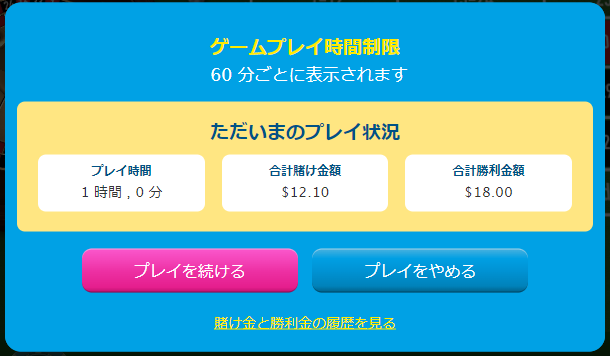 ゲームプレイ時間制限
60 分ごとに表示されます
ただいまのプレイ状況
プレイ時間
1 時間 , 0 分
合計賭け金額
$12.10
合計勝利金額
$18.00
プレイを続ける
プレイをやめる
賭け金と勝利金の履歴を見る